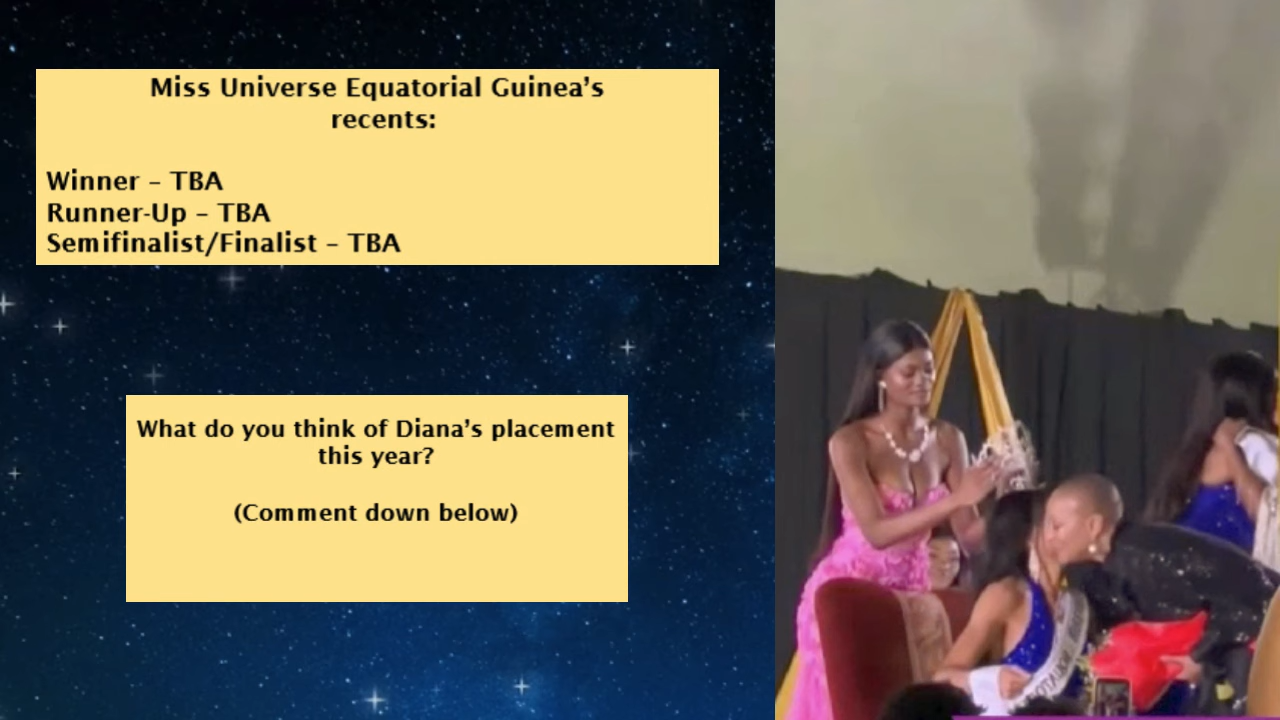 Miss Universe Equatorial Guinea’s
recents:
Winner – TBA
Runner-Up – TBA
Semifinalist/Finalist – TBA
What do you think of Diana’s placement
this year?
(Comment down below)